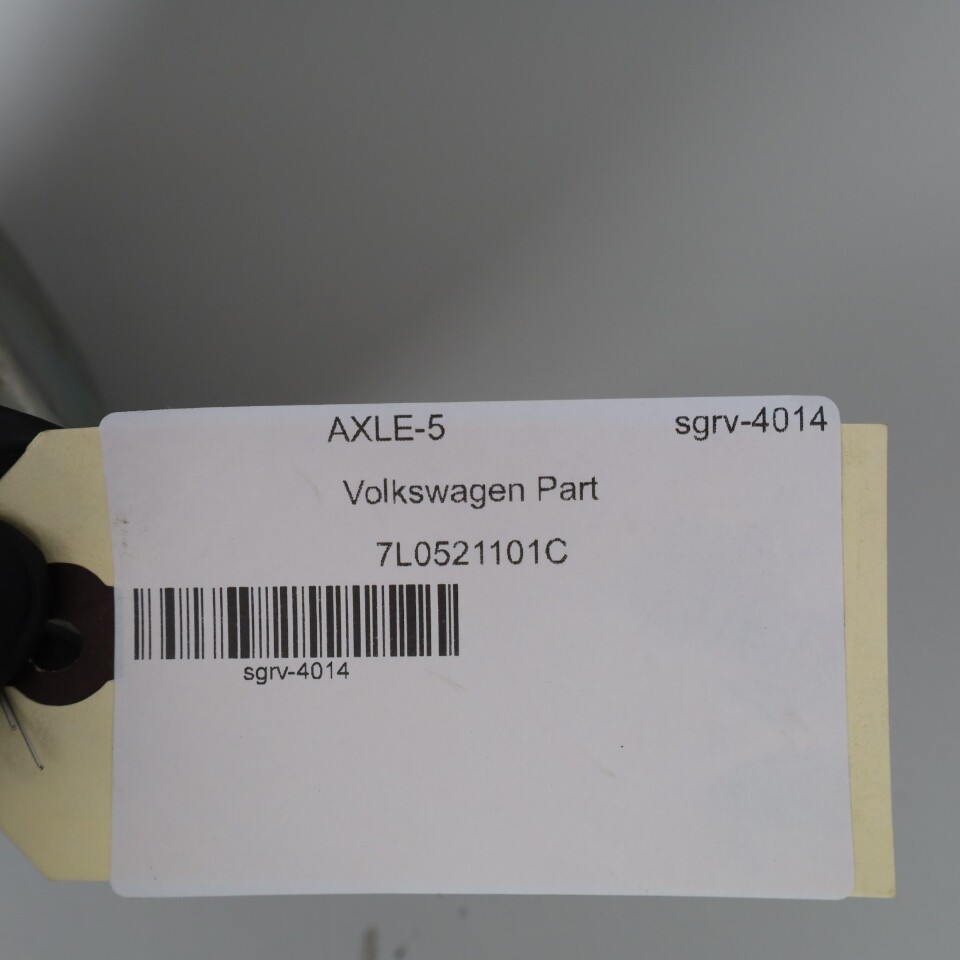 AXLE-5 sgrv-4014
Volkswagen Part
7L0521101C
sgrv-4014